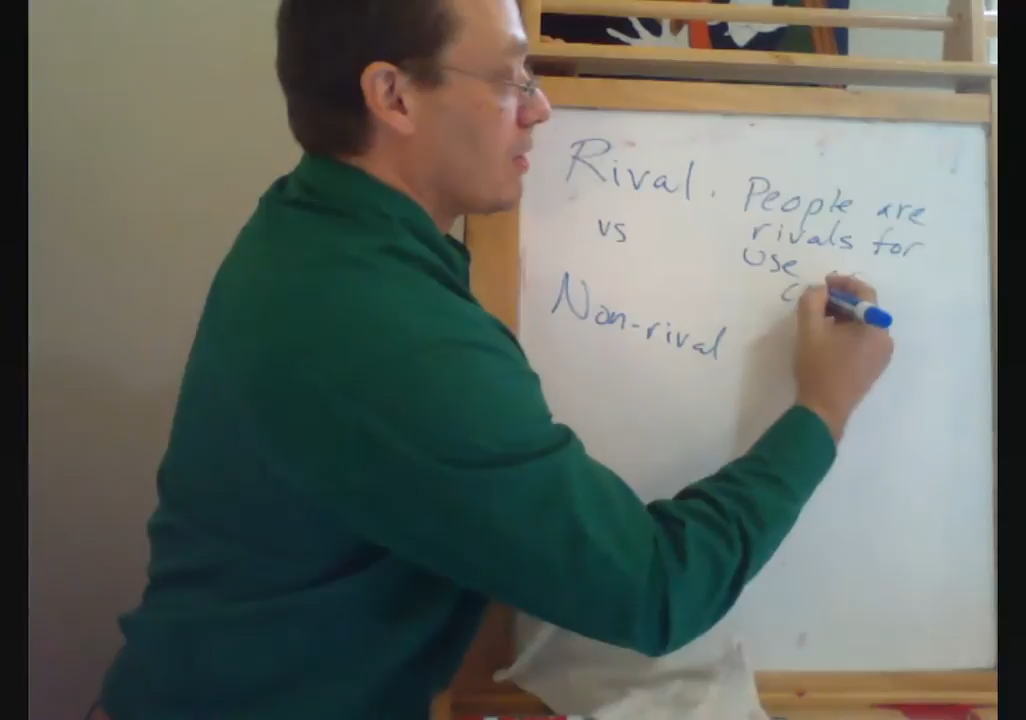 Rival. People are
rivals for
use
vs
Non-rival